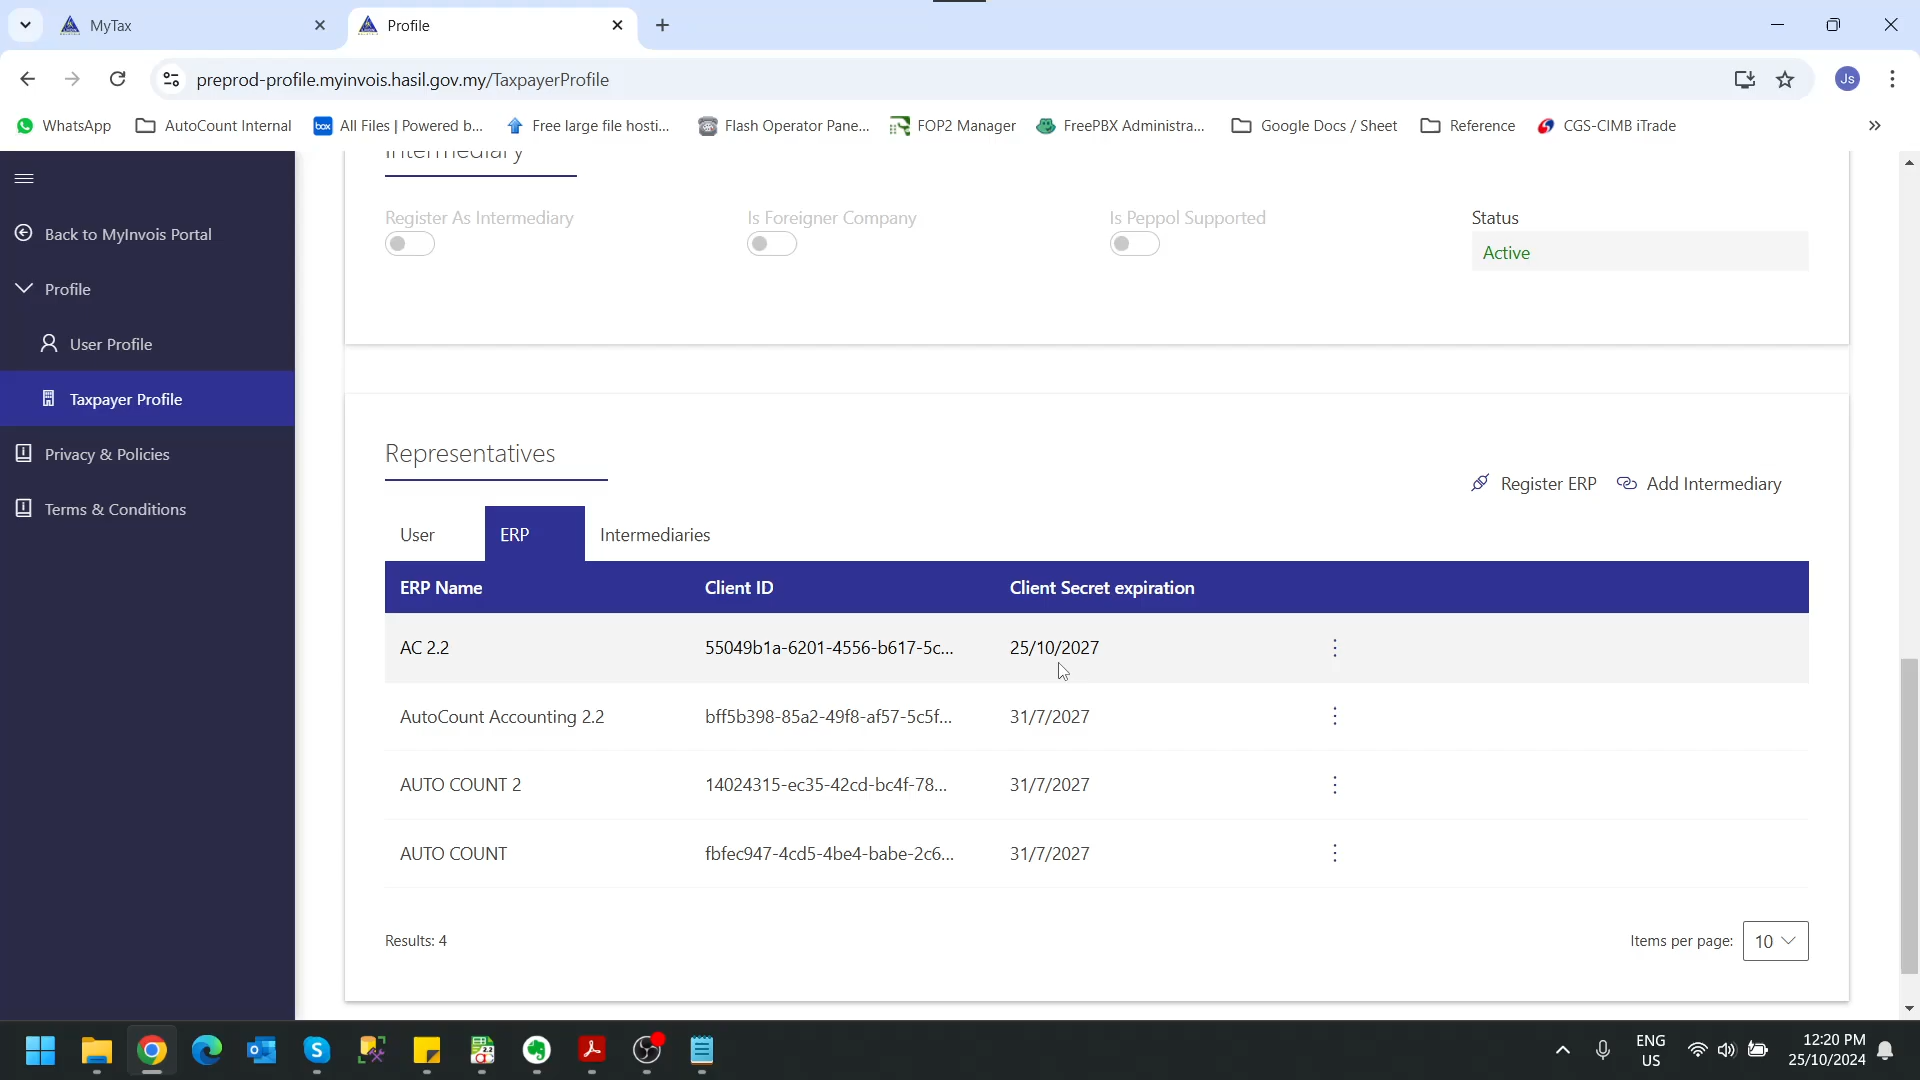 MyTax
Profile
preprod-profile.myinvois.hasil.gov.my/TaxpayerProfile
Js
WhatsApp
AutoCount Internal
box
All Files | Powered b...
Free large file hosti...
Flash Operator Pane...
FOP2 Manager
FreePBX Administra...
Google Docs / Sheet
Reference
CGS-CIMB iTrade
Back to MyInvois Portal
Profile
User Profile
Taxpayer Profile
Privacy & Policies
Terms & Conditions
Intermediary
Register As Intermediary
Is Foreigner Company
Is Peppol Supported
Status
Active
Representatives
Register ERP
Add Intermediary
User
ERP
Intermediaries
ERP Name
Client ID
Client Secret expiration
AC 2.2
55049b1a-6201-4556-b617-5c...
25/10/2027
AutoCount Accounting 2.2
bff5b398-85a2-49f8-af57-5c5f...
31/7/2027
AUTO COUNT 2
14024315-ec35-42cd-bc4f-78...
31/7/2027
AUTO COUNT
fbfec947-4cd5-4be4-babe-2c6...
31/7/2027
Results: 4
Items per page:
10
ENG
US
12:20 PM
25/10/2024